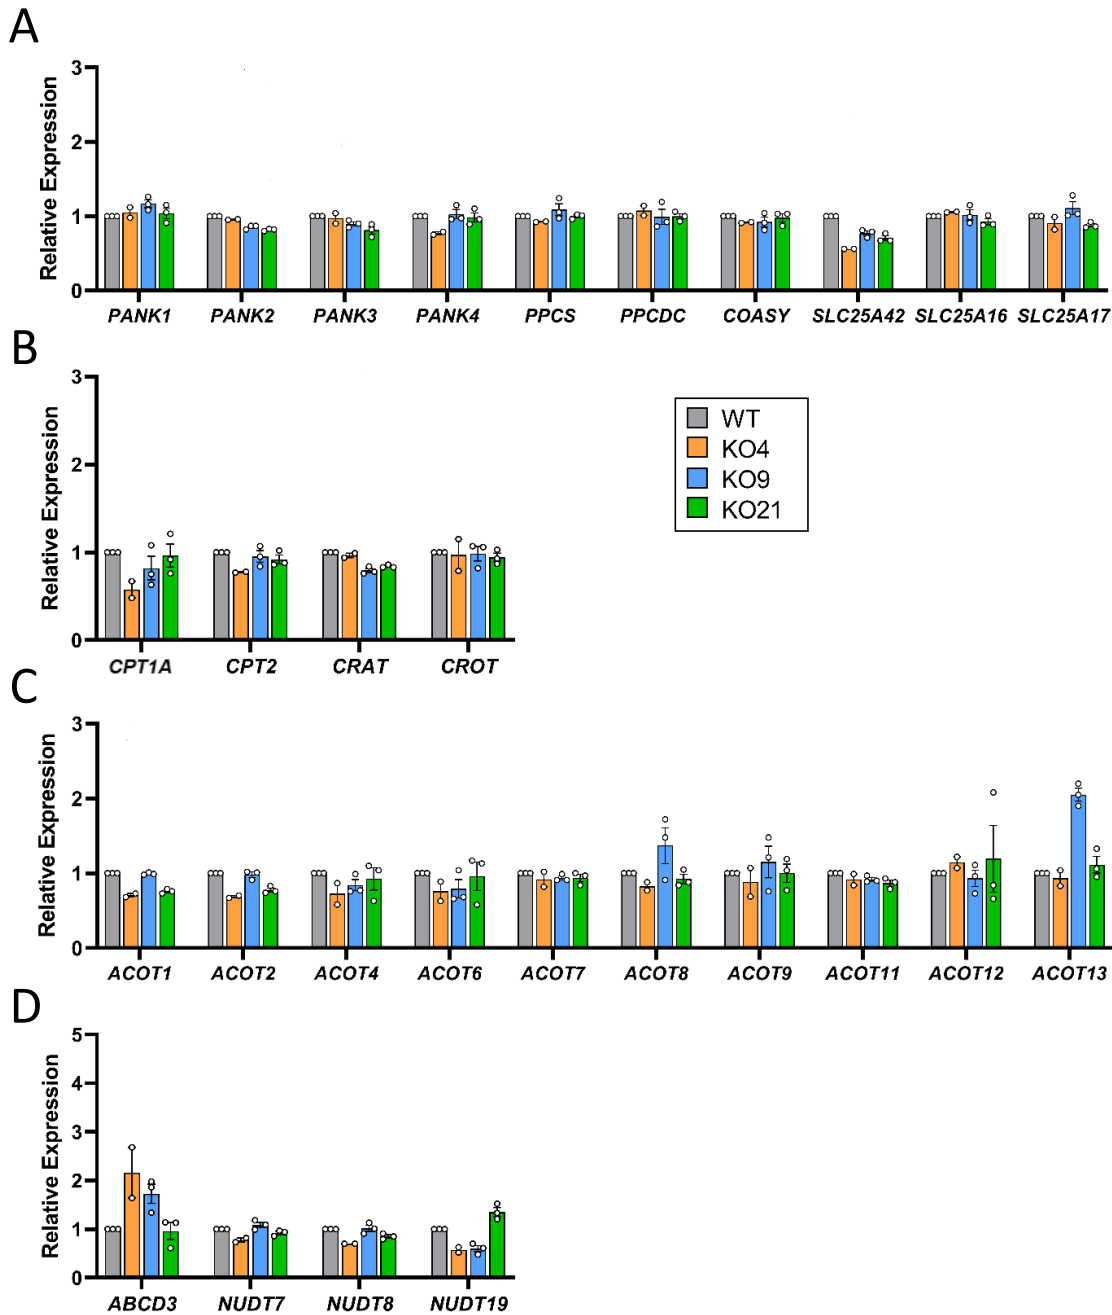 A
Relative Expression
3
2
1
0
PANK1 PANK2 PANK3 PANK4 PPCS PPCDC COASY SLC25A42 SLC25A16 SLC25A17
B
Relative Expression
3
2
1
0
CPT1A CPT2 CRAT CROT
WT
KO4
KO9
KO21
C
Relative Expression
3
2
1
0
ACOT1 ACOT2 ACOT4 ACOT6 ACOT7 ACOT8 ACOT9 ACOT11 ACOT12 ACOT13
D
Relative Expression
5
4
3
2
1
0
ABCD3 NUDT7 NUDT8 NUDT19